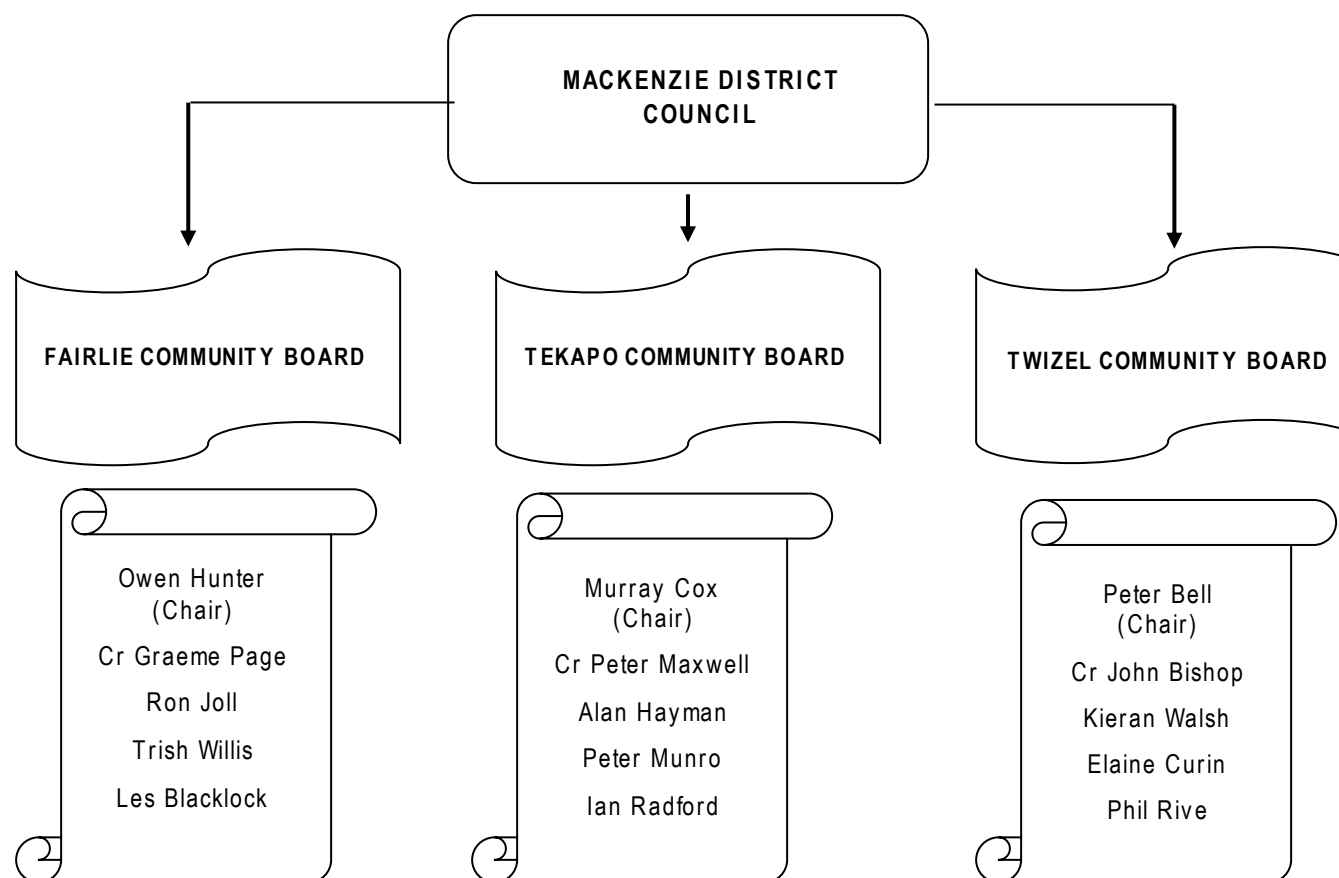 MACKENZIE DISTRICT
COUNCIL
FAIRLIE COMMUNITY BOARD
TEKAPO COMMUNITY BOARD
TWIZEL COMMUNITY BOARD
Owen Hunter
(Chair)
Cr Graeme Page
Ron Joll
Trish Willis
Les Blacklock
Murray Cox
(Chair)
Cr Peter Maxwell
Alan Hayman
Peter Munro
Ian Radford
Peter Bell
(Chair)
Cr John Bishop
Kieran Walsh
Elaine Curin
Phil Rive